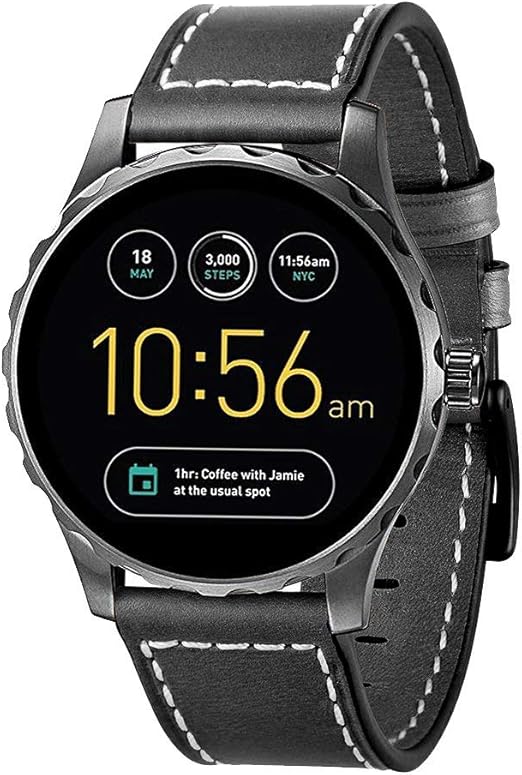 18
MAY
3,000
STEPS
11:56am
NYC
10:56am
1hr: Coffee with Jamie
at the usual spot